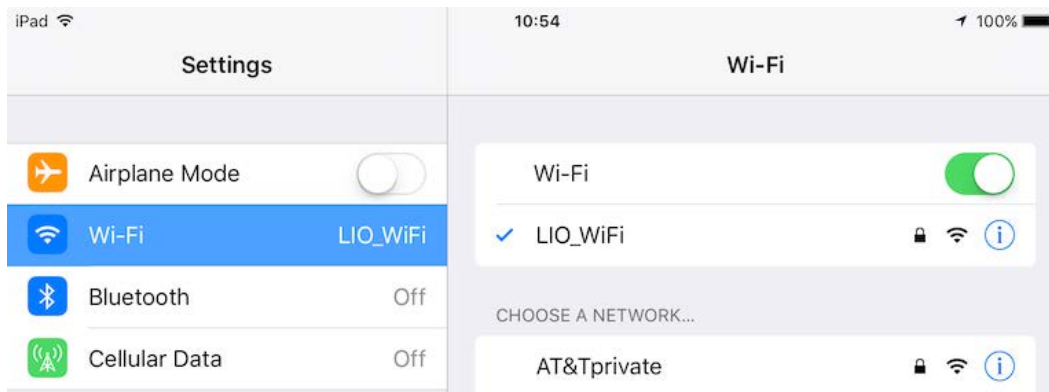 iPad 10:54 100%
Settings
Wi-Fi
Airplane Mode
Wi-Fi LIO_WiFi
Bluetooth Off
Cellular Data Off
Wi-Fi
LIO_WiFi
CHOOSE A NETWORK...
AT&Tprivate